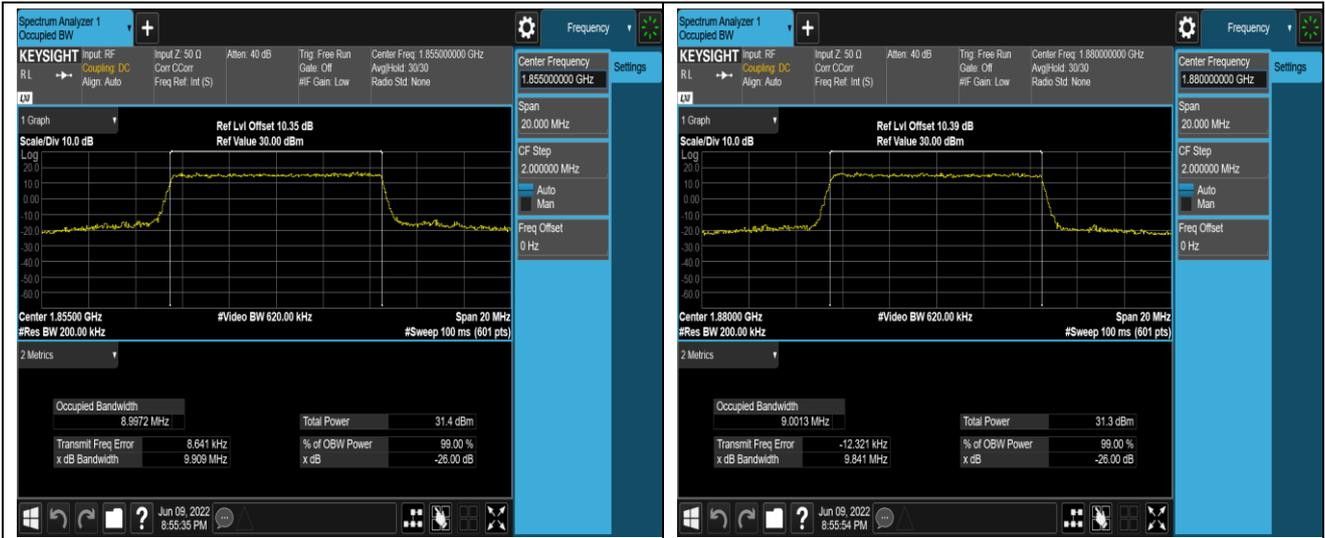 Spectrum Analyzer 1
Occupied BW
+
Frequency
KEYSIGHT Input: RF Input Z: 50 Ω Atten: 40 dB Trig: Free Run Center Freq: 1.855000000 GHz
RL Coupling: DC Corr CCorr Gate: Off Avg|Hold: 30/30
Align: Auto Freq Ref: Int (S) #IF Gain: Low Radio Std: None
LXI
Center Frequency
1.855000000 GHz
Settings
Span
20.000 MHz
CF Step
2.000000 MHz
Auto
Man
Freq Offset
0 Hz
1 Graph
Ref Lvl Offset 10.35 dB
Scale/Div 10.0 dB Ref Value 30.00 dBm
Log
20.0
10.0
0.00
-10.0
-20.0
-30.0
-40.0
-50.0
-60.0
Center 1.85500 GHz #Video BW 620.00 kHz Span 20 MHz
#Res BW 200.00 kHz #Sweep 100 ms (601 pts)
2 Metrics
Occupied Bandwidth
8.9972 MHz Total Power 31.4 dBm
Transmit Freq Error 8.641 kHz % of OBW Power 99.00 %
x dB Bandwidth 9.909 MHz x dB -26.00 dB
? Jun 09, 2022
8:55:35 PM
Spectrum Analyzer 1
Occupied BW
+
Frequency
KEYSIGHT Input: RF Input Z: 50 Ω Atten: 40 dB Trig: Free Run Center Freq: 1.880000000 GHz
RL Coupling: DC Corr CCorr Gate: Off Avg|Hold: 30/30
Align: Auto Freq Ref: Int (S) #IF Gain: Low Radio Std: None
LXI
Center Frequency
1.880000000 GHz
Settings
Span
20.000 MHz
CF Step
2.000000 MHz
Auto
Man
Freq Offset
0 Hz
1 Graph
Ref Lvl Offset 10.39 dB
Scale/Div 10.0 dB Ref Value 30.00 dBm
Log
20.0
10.0
0.00
-10.0
-20.0
-30.0
-40.0
-50.0
-60.0
Center 1.88000 GHz #Video BW 620.00 kHz Span 20 MHz
#Res BW 200.00 kHz #Sweep 100 ms (601 pts)
2 Metrics
Occupied Bandwidth
9.0013 MHz Total Power 31.3 dBm
Transmit Freq Error -12.321 kHz % of OBW Power 99.00 %
x dB Bandwidth 9.841 MHz x dB -26.00 dB
? Jun 09, 2022
8:55:54 PM